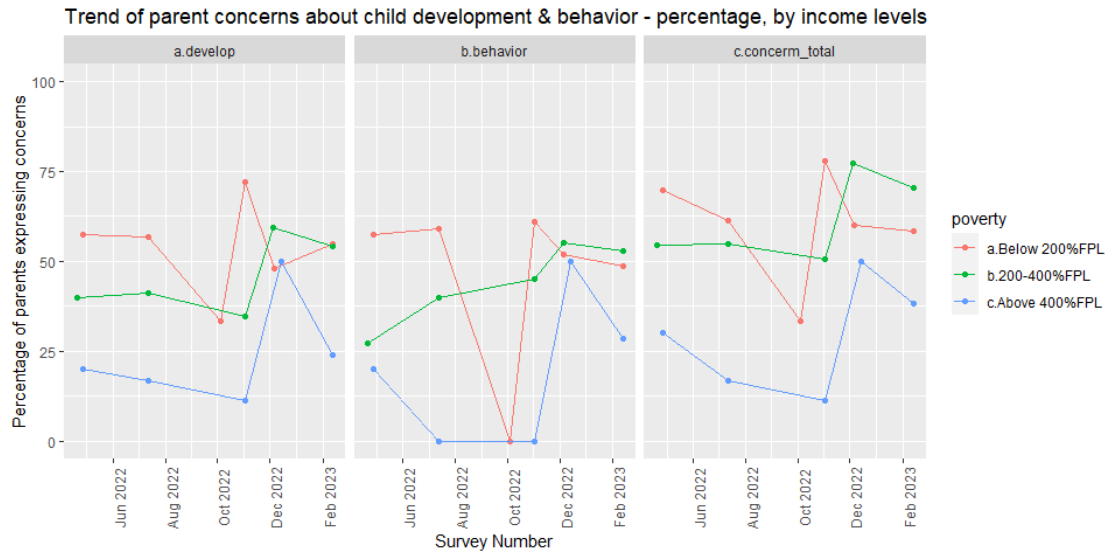 Trend of parent concerns about child development & behavior - percentage, by income levels
a.develop
b.behavior
c.concerm_total
Percentage of parents expressing concerns
100
75
50
25
0
Jun 2022
Aug 2022
Oct 2022
Dec 2022
Feb 2023
Jun 2022
Aug 2022
Oct 2022
Dec 2022
Feb 2023
Jun 2022
Aug 2022
Oct 2022
Dec 2022
Feb 2023
Survey Number
poverty
a.Below 200%FPL
b.200-400%FPL
c.Above 400%FPL